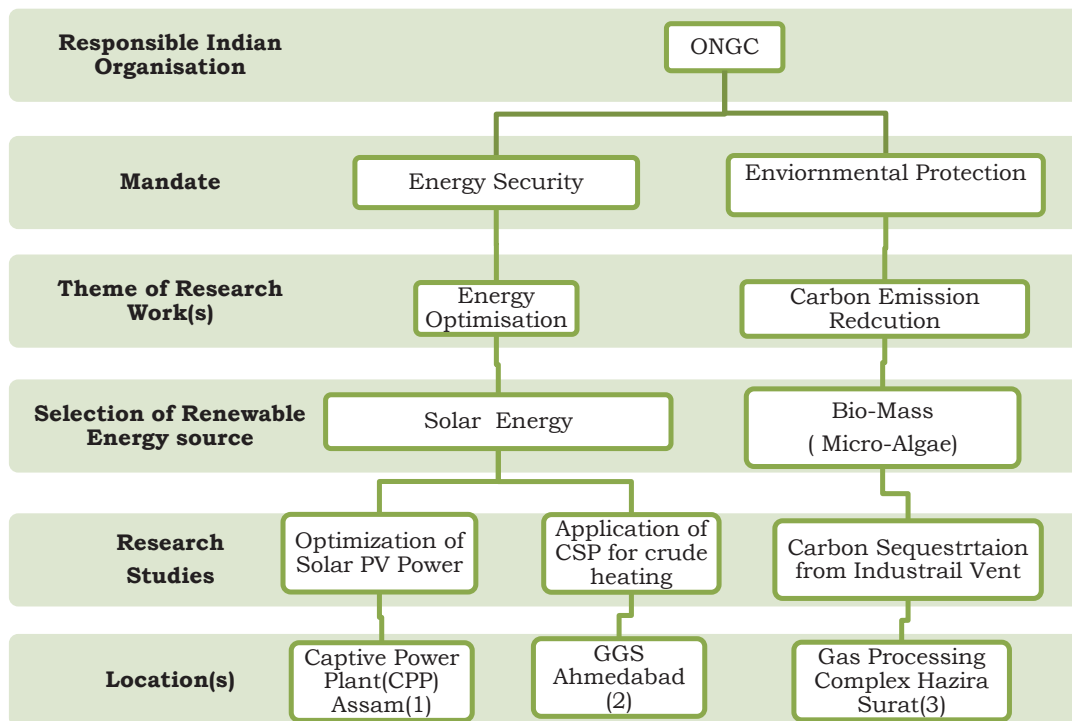 Responsible Indian
Organisation
ONGC
Mandate
Energy Security
Enviornmental Protection
Theme of Research
Work(s)
Energy
Optimisation
Carbon Emission
Redcution
Selection of Renewable
Energy source
Solar Energy
Bio-Mass
( Micro-Algae)
Research
Studies
Optimization of
Solar PV Power
Application of
CSP for crude
heating
Carbon Sequestrtaion
from Industrail Vent
Location(s)
Captive Power
Plant(CPP)
Assam(1)
GGS
Ahmedabad
(2)
Gas Processing
Complex Hazira
Surat(3)